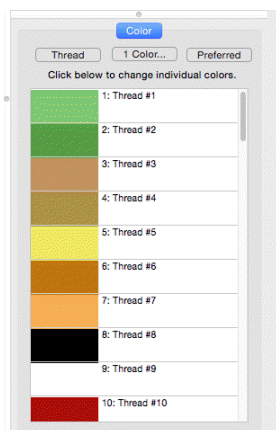 Color
Thread 1 Color... Preferred
Click below to change individual colors.
1: Thread #1
2: Thread #2
3: Thread #3
4: Thread #4
5: Thread #5
6: Thread #6
7: Thread #7
8: Thread #8
9: Thread #9
10: Thread #10